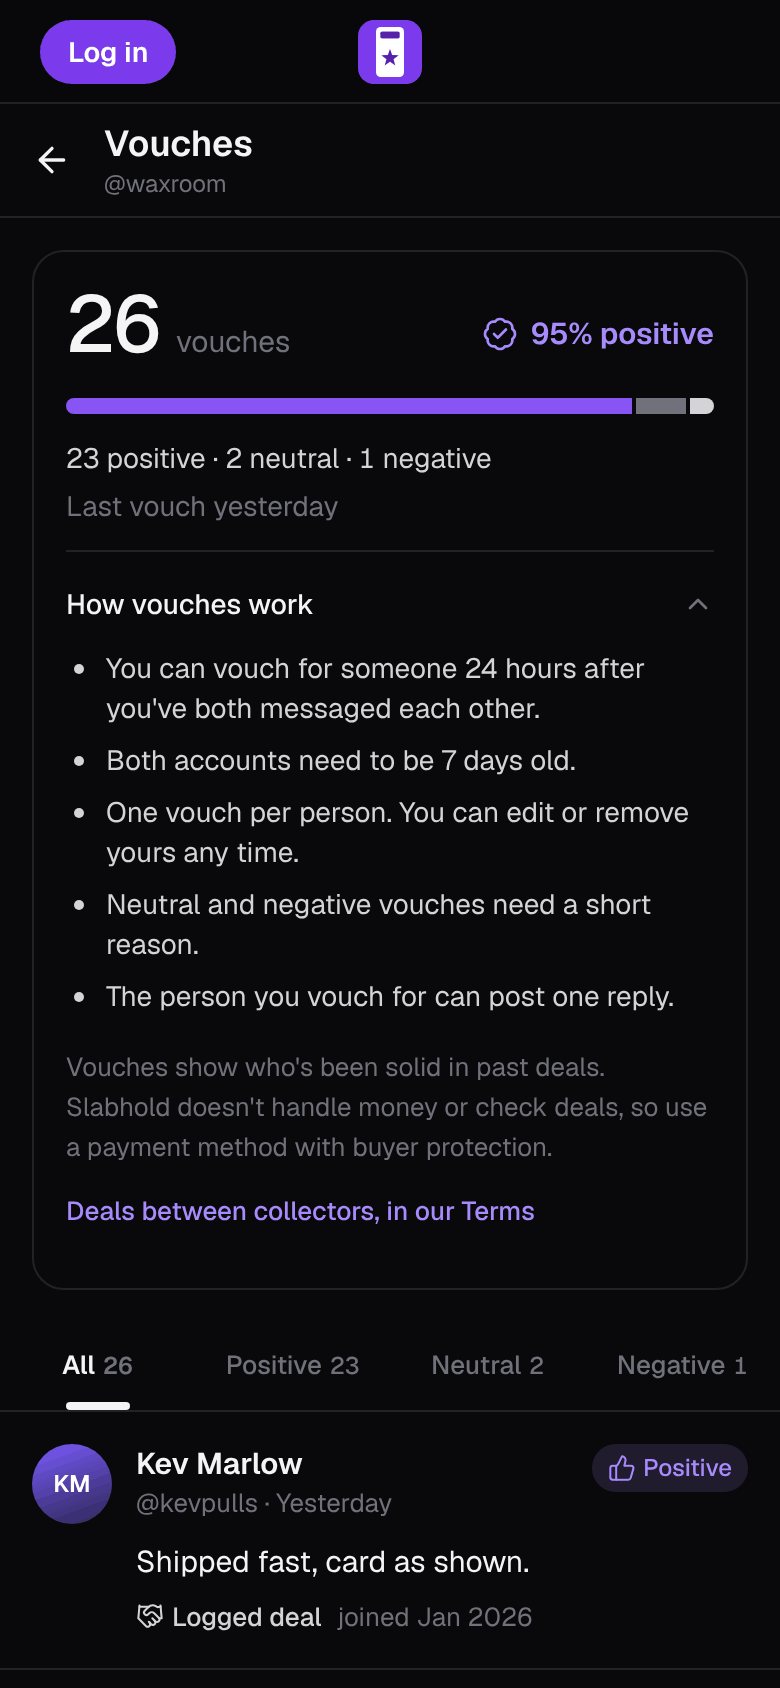 Log in
Vouches
@waxroom
26 vouches
95% positive
23 positive · 2 neutral · 1 negative
Last vouch yesterday
How vouches work
• You can vouch for someone 24 hours after
you've both messaged each other.
• Both accounts need to be 7 days old.
• One vouch per person. You can edit or remove
yours any time.
• Neutral and negative vouches need a short
reason.
• The person you vouch for can post one reply.
Vouches show who's been solid in past deals.
Slabhold doesn't handle money or check deals, so use
a payment method with buyer protection.
Deals between collectors, in our Terms
All 26 Positive 23 Neutral 2 Negative 1
KM
Kev Marlow
Positive
@kevpulls · Yesterday
Shipped fast, card as shown.
Logged deal joined Jan 2026